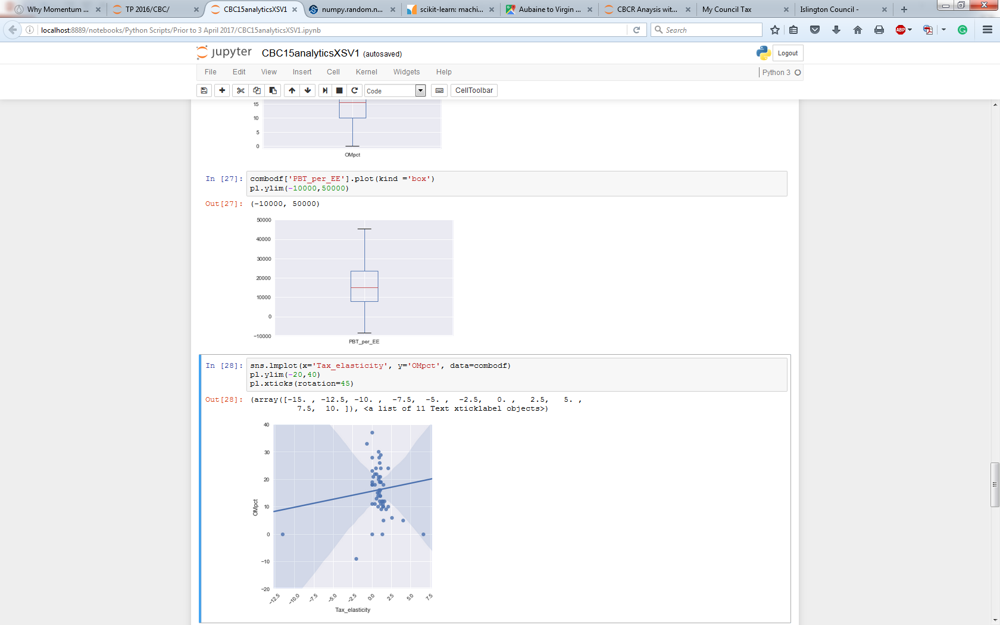 Why Momentum ...
TP 2016/CBC/
CBC15analyticsXSV1
numpy.random.n...
scikit-learn: machi...
Aubaine to Virgin ...
CBCR Anaysis wit...
My Council Tax
Islington Council -
localhost:8889/notebooks/Python Scripts/Prior to 3 April 2017/CBC15analyticsXSV1.ipynb
Search
ABP
jupyter CBC15analyticsXSV1 (autosaved)
Logout
File Edit View Insert Cell Kernel Widgets Help
Python 3
Code
CellToolbar
15
10
5
0
OMpct
In [27]: combodf['PBT_per_EE'].plot(kind ='box')
pl.ylim(-10000,50000)
Out[27]: (-10000, 50000)
50000
40000
30000
20000
10000
0
−10000
PBT_per_EE
In [28]: sns.lmplot(x='Tax_elasticity', y='OMpct', data=combodf)
pl.ylim(-20,40)
pl.xticks(rotation=45)
Out[28]: (array([-15. , -12.5, -10. , -7.5, -5. , -2.5, 0. , 2.5, 5. ,
7.5, 10. ]), <a list of 11 Text xticklabel objects>)
40
30
20
10
0
−10
−20
OMpct
−12.5 −10.0 −7.5 −5.0 −2.5 0.0 2.5 5.0 7.5
Tax_elasticity